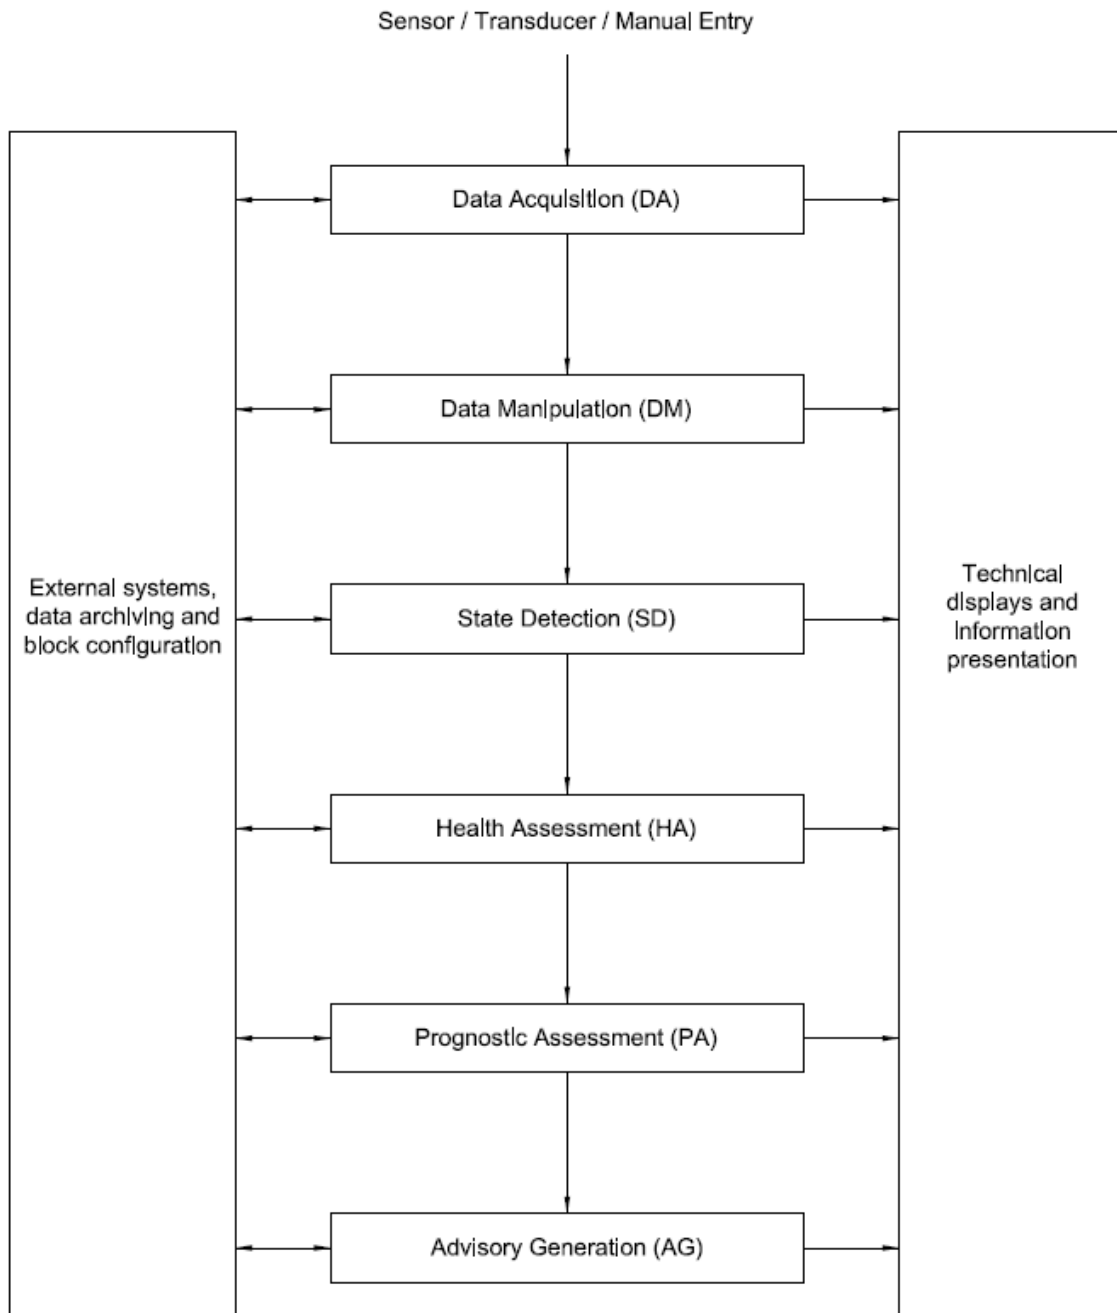 Sensor / Transducer / Manual Entry
Data Acquisition (DA)
Data Manipulation (DM)
External systems,
data archiving and
block configuration
State Detection (SD)
Technical
displays and
information
presentation
Health Assessment (HA)
Prognostic Assessment (PA)
Advisory Generation (AG)